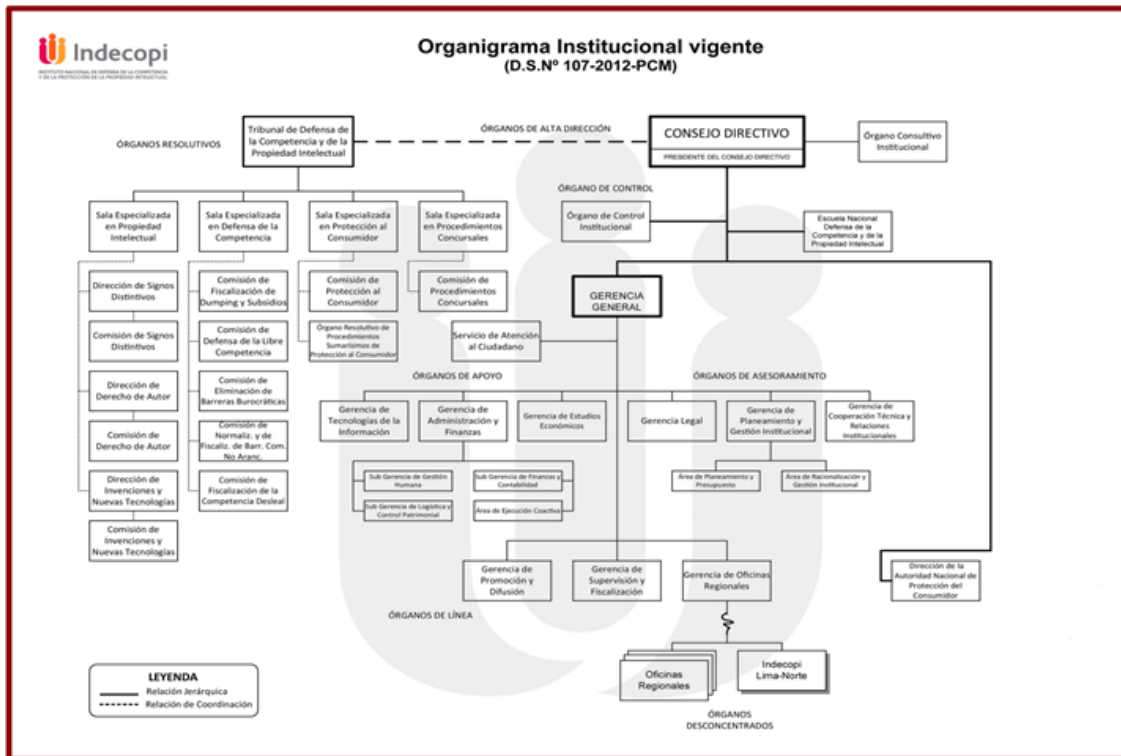 Indecopi
INSTITUTO NACIONAL DE DEFENSA DE LA COMPETENCIA
Y DE LA PROTECCIÓN DE LA PROPIEDAD INTELECTUAL
Organigrama Institucional vigente
(D.S.Nº 107-2012-PCM)
ÓRGANOS RESOLUTIVOS
Tribunal de Defensa de
la Competencia y de la
Propiedad Intelectual
ÓRGANOS DE ALTA DIRECCIÓN
CONSEJO DIRECTIVO
PRESIDENTE DEL CONSEJO DIRECTIVO
Órgano Consultivo
Institucional
ÓRGANO DE CONTROL
Órgano de Control
Institucional
Escuela Nacional
Defensa de la
Competencia y de la
Propiedad Intelectual
Sala Especializada
en Propiedad
Intelectual
Sala Especializada
en Defensa de la
Competencia
Sala Especializada
en Protección al
Consumidor
Sala Especializada
en Procedimientos
Concursales
Dirección de Signos
Distintivos
Comisión de Signos
Distintivos
Dirección de
Derecho de Autor
Comisión de
Derecho de Autor
Dirección de
Invenciones y
Nuevas Tecnologías
Comisión de
Invenciones y
Nuevas Tecnologías
Comisión de
Fiscalización de
Dumping y Subsidios
Comisión de
Defensa de la Libre
Competencia
Comisión de
Eliminación de
Barreras Burocráticas
Comisión de
Normaliz. y de
Fiscaliz. de Barr. Com.
No Aranc.
Comisión de
Fiscalización de la
Competencia Desleal
Comisión de
Protección al
Consumidor
Órgano Resolutivo de
Procedimientos
Sumarísimos de
Protección al Consumidor
Comisión de
Procedimientos
Concursales
GERENCIA
GENERAL
Servicio de Atención
al Ciudadano
ÓRGANOS DE APOYO
ÓRGANOS DE ASESORAMIENTO
Gerencia de
Tecnologías de la
Información
Gerencia de
Administración y
Finanzas
Gerencia de Estudios
Económicos
Gerencia Legal
Gerencia de
Planeamiento y
Gestión Institucional
Gerencia de
Cooperación Técnica y
Relaciones
Institucionales
Sub Gerencia de Gestión
Humana
Sub Gerencia de Finanzas y
Contabilidad
Sub Gerencia de Logística y
Control Patrimonial
Área de Ejecución Coactiva
Área de Planeamiento y
Presupuesto
Área de Racionalización y
Gestión Institucional
Gerencia de
Promoción y
Difusión
Gerencia de
Supervisión y
Fiscalización
Gerencia de Oficinas
Regionales
Dirección de la
Autoridad Nacional de
Protección del
Consumidor
ÓRGANOS DE LÍNEA
Oficinas
Regionales
Indecopi
Lima-Norte
ÓRGANOS
DESCONCENTRADOS
LEYENDA
Relación Jerárquica
Relación de Coordinación